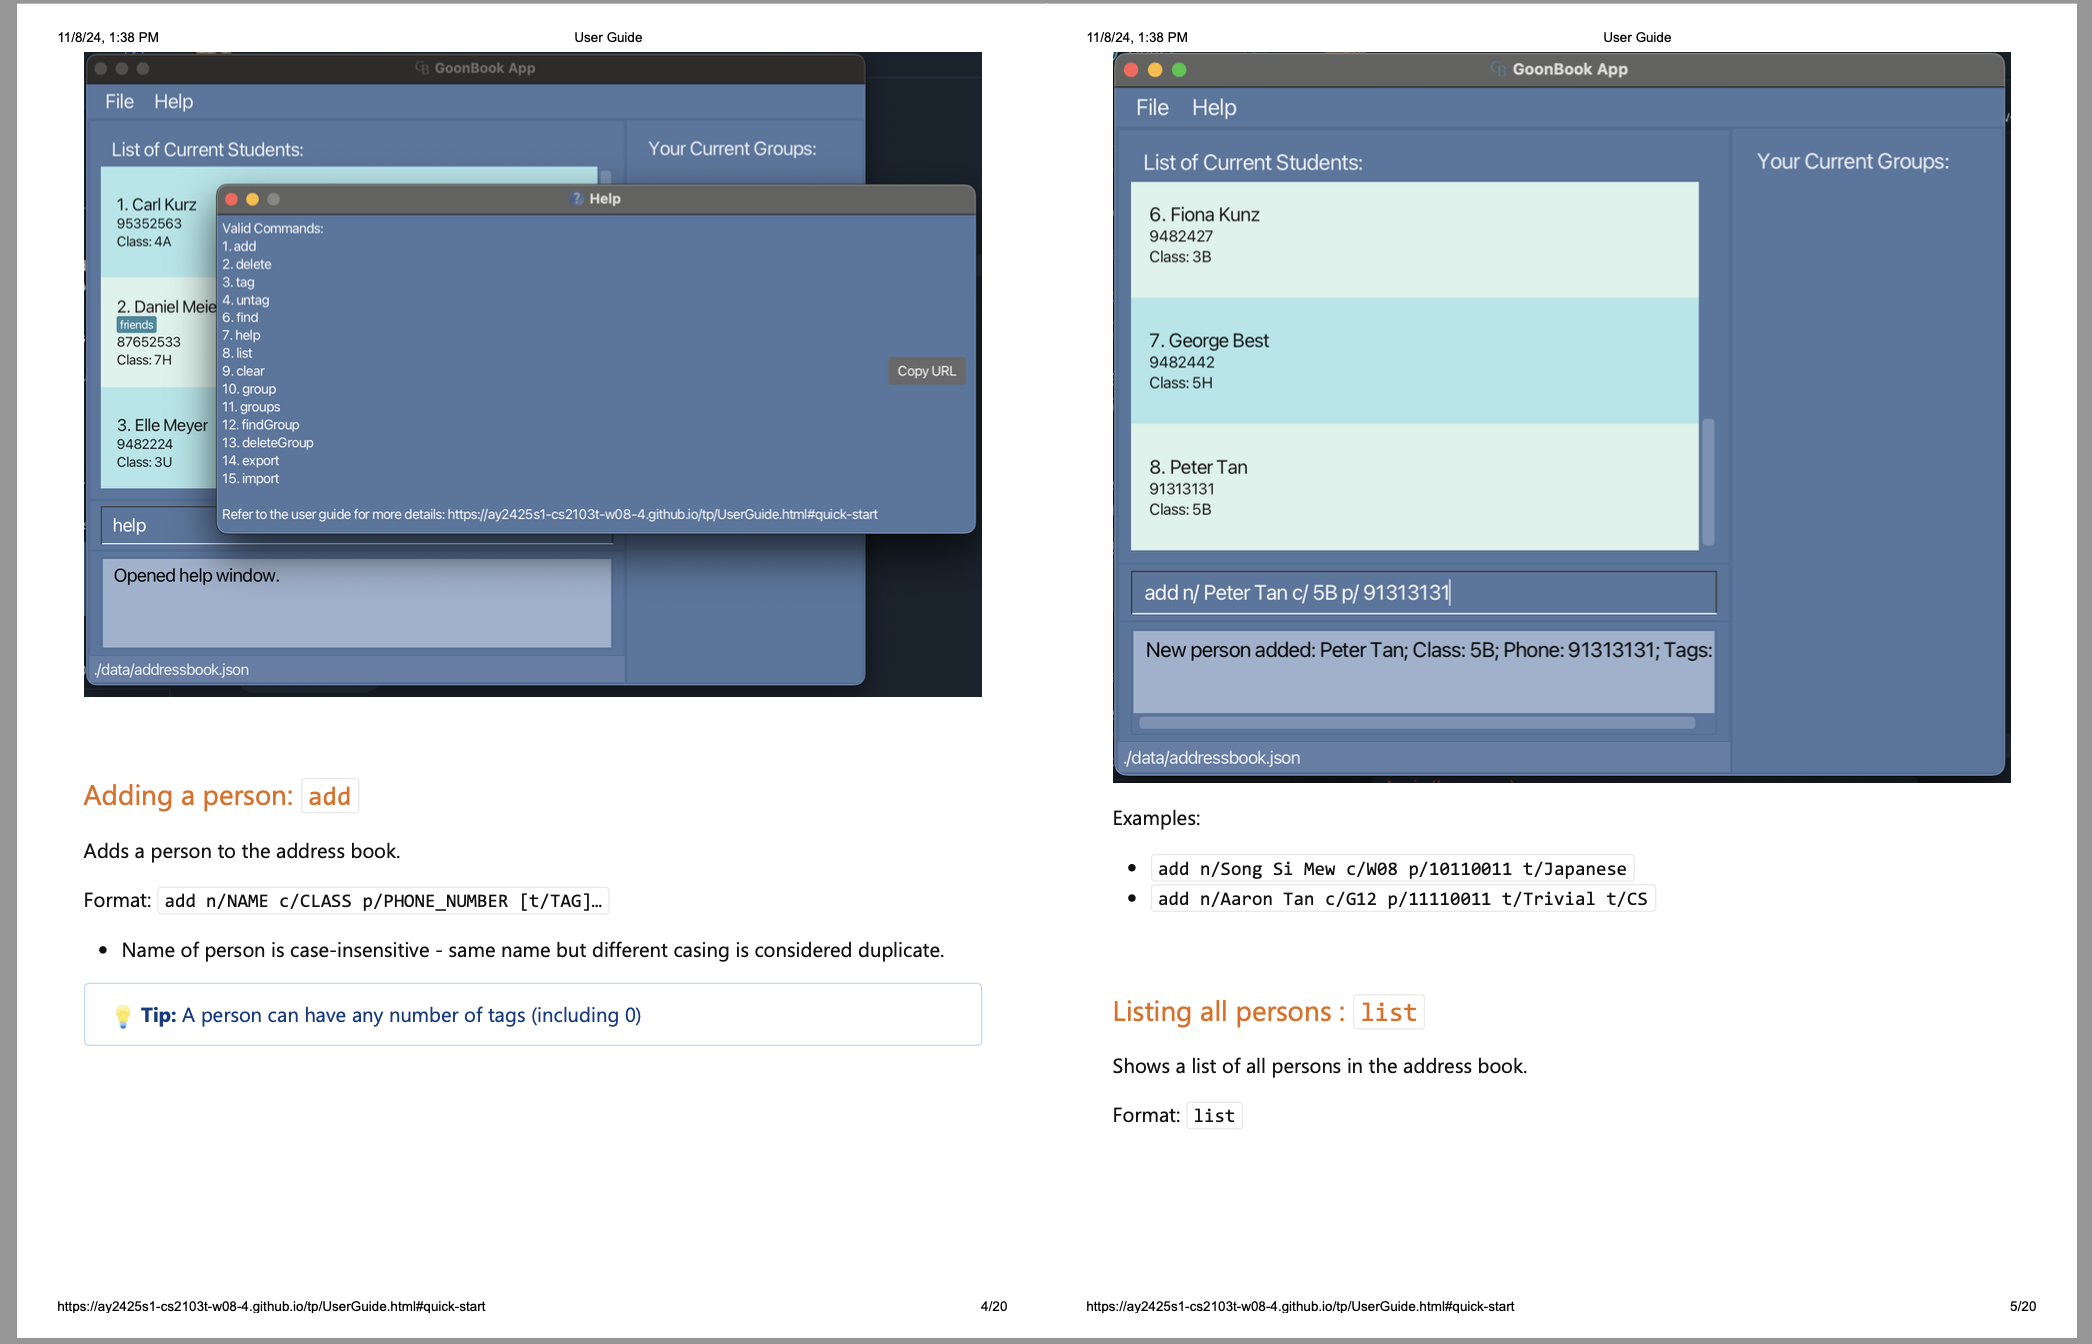 11/8/24, 1:38 PM
User Guide
GoonBook App
File Help
List of Current Students:
Your Current Groups:
1. Carl Kurz
95352563
Class: 4A
2. Daniel Meie
friends
87652533
Class: 7H
3. Elle Meyer
9482224
Class: 3U
Help
Valid Commands:
1. add
2. delete
3. tag
4. untag
6. find
7. help
8. list
9. clear
10. group
11. groups
12. findGroup
13. deleteGroup
14. export
15. import
Copy URL
Refer to the user guide for more details: https://ay2425s1-cs2103t-w08-4.github.io/tp/UserGuide.html#quick-start
help
Opened help window.
./data/addressbook.json
Adding a person: add
Adds a person to the address book.
Format: add n/NAME c/CLASS p/PHONE_NUMBER [t/TAG]…
• Name of person is case-insensitive - same name but different casing is considered duplicate.
💡 Tip: A person can have any number of tags (including 0)
https://ay2425s1-cs2103t-w08-4.github.io/tp/UserGuide.html#quick-start
4/20
11/8/24, 1:38 PM
User Guide
GoonBook App
File Help
List of Current Students:
Your Current Groups:
6. Fiona Kunz
9482427
Class: 3B
7. George Best
9482442
Class: 5H
8. Peter Tan
91313131
Class: 5B
add n/ Peter Tan c/ 5B p/ 91313131
New person added: Peter Tan; Class: 5B; Phone: 91313131; Tags:
./data/addressbook.json
Examples:
• add n/Song Si Mew c/W08 p/10110011 t/Japanese
• add n/Aaron Tan c/G12 p/11110011 t/Trivial t/CS
Listing all persons : list
Shows a list of all persons in the address book.
Format: list
https://ay2425s1-cs2103t-w08-4.github.io/tp/UserGuide.html#quick-start
5/20